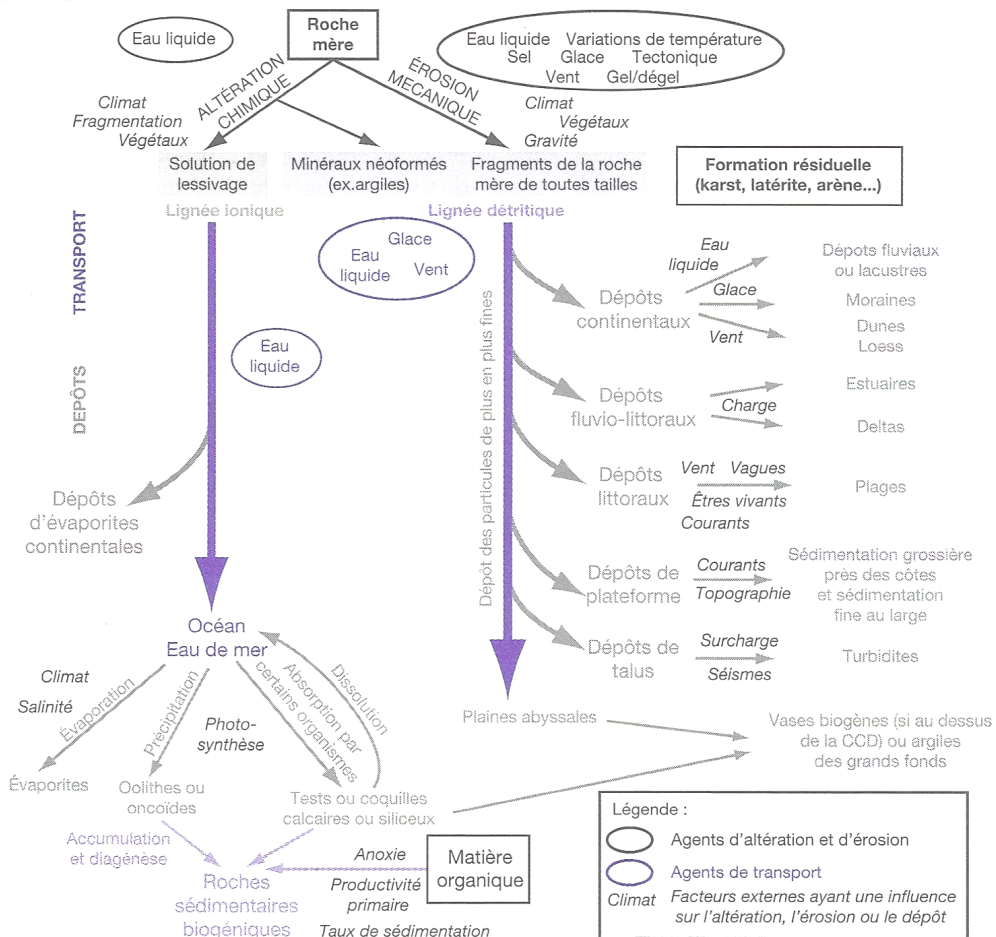 Eau liquide
Roche
mère
Eau liquide Variations de température
Sel Glace Tectonique
Vent Gel/dégel
ALTÉRATION
CHIMIQUE
ÉROSION
MECANIQUE
Climat
Fragmentation
Végétaux
Climat
Végétaux
Gravité
Solution de
lessivage
Minéraux néoformés
(ex.argiles)
Fragments de la roche
mère de toutes tailles
Formation résiduelle
(karst, latérite, arène...)
Lignée ionique
Lignée détritique
TRANSPORT
DEPÔTS
Glace
Eau
liquide
Vent
Eau
liquide
Dépôt des particules de plus en plus fines
Dépôts
continentaux
Eau
liquide
Glace
Vent
Dépots fluviaux
ou lacustres
Moraines
Dunes
Loess
Dépôts
fluvio-littoraux
Charge
Estuaires
Deltas
Dépôts
littoraux
Vent Vagues
Êtres vivants
Courants
Plages
Dépôts
d'évaporites
continentales
Dépôts de
plateforme
Courants
Topographie
Sédimentation grossière
près des côtes
et sédimentation
fine au large
Dépôts de
talus
Surcharge
Séismes
Turbidites
Océan
Eau de mer
Climat
Salinité
Évaporation
Précipitation
Photo-
synthèse
Absorption par
certains organismes
Dissolution
Plaines abyssales
Vases biogènes (si au dessus
de la CCD) ou argiles
des grands fonds
Évaporites
Oolithes ou
oncoïdes
Tests ou coquilles
calcaires ou siliceux
Accumulation
et diagénèse
Roches
sédimentaires
biogéniques
Anoxie
Productivité
primaire
Taux de sédimentation
Matière
organique
Légende :
Agents d'altération et d'érosion
Agents de transport
Climat Facteurs externes ayant une influence
sur l'altération, l'érosion ou le dépôt